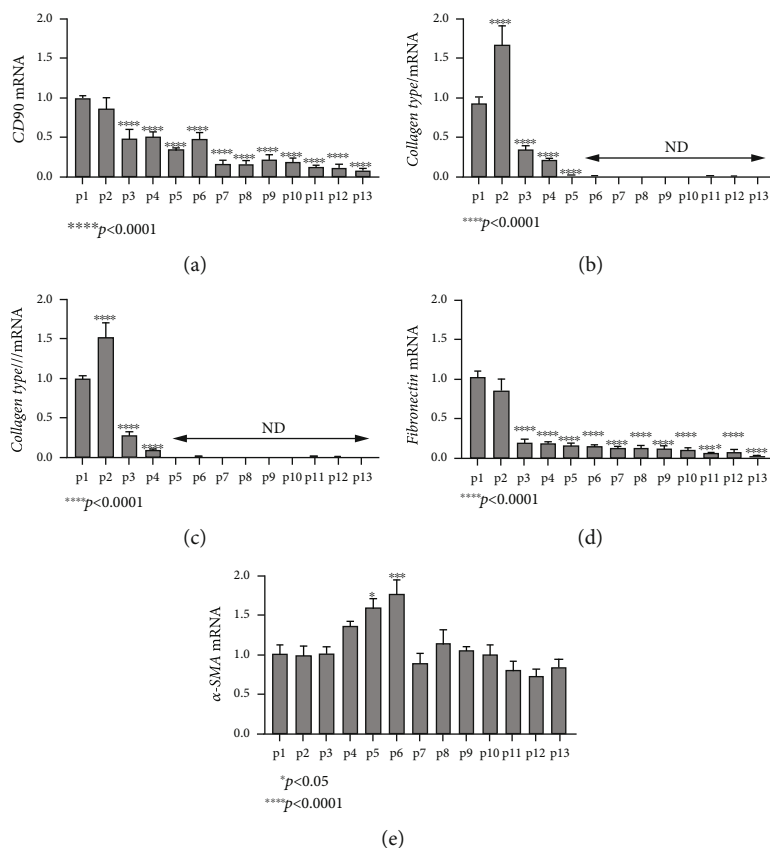 2.0
1.5
1.0
0.5
0.0
CD90 mRNA
**** **** **** **** **** **** **** **** **** **** ****
p1 p2 p3 p4 p5 p6 p7 p8 p9 p10 p11 p12 p13
****p<0.0001
(a)
2.0
1.5
1.0
0.5
0.0
Collagen type/mRNA
**** **** **** ****
ND
p1 p2 p3 p4 p5 p6 p7 p8 p9 p10 p11 p12 p13
****p<0.0001
(b)
2.0
1.5
1.0
0.5
0.0
Collagen type///mRNA
**** **** ****
ND
p1 p2 p3 p4 p5 p6 p7 p8 p9 p10 p11 p12 p13
****p<0.0001
(c)
2.0
1.5
1.0
0.5
0.0
Fibronectin mRNA
**** **** **** **** **** **** **** **** **** **** ****
p1 p2 p3 p4 p5 p6 p7 p8 p9 p10 p11 p12 p13
****p<0.0001
(d)
2.0
1.5
1.0
0.5
0.0
α-SMA mRNA
* ***
p1 p2 p3 p4 p5 p6 p7 p8 p9 p10 p11 p12 p13
*p<0.05
****p<0.0001
(e)